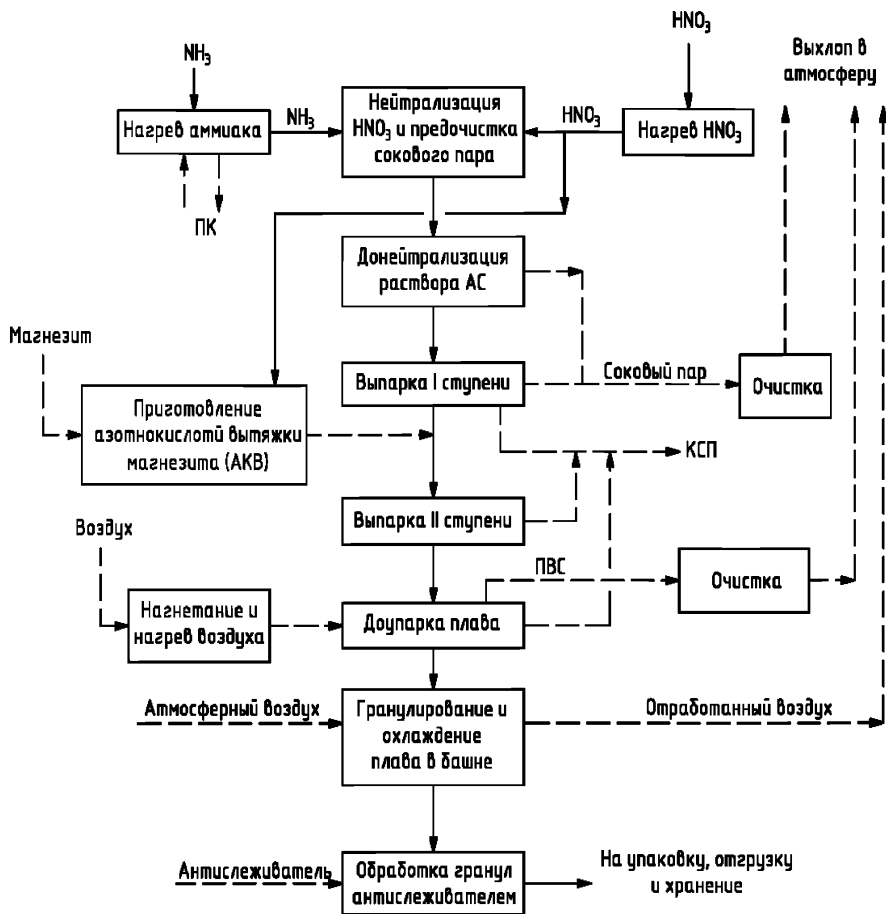 NH₃
HNO₃
Выхлоп в
атмосферу
Нагрев аммиака
NH₃
Нейтрализация
HNO₃ и предочистка
сокового пара
HNO₃
Нагрев HNO₃
ПК
Донейтрализация
раствора АС
Магнезит
Выпарка I ступени
Соковый пар
Очистка
Приготовление
азотнокислотй вытяжки
магнезита (АКВ)
КСП
Выпарка II ступени
Воздух
ПВС
Очистка
Нагнетание и
нагрев воздуха
Доупарка плава
Атмосферный воздух
Гранулирование и
охлаждение
плава в башне
Отработанный воздух
Антислеживатель
Обработка гранул
антислеживателем
На упаковку, отгрузку
и хранение